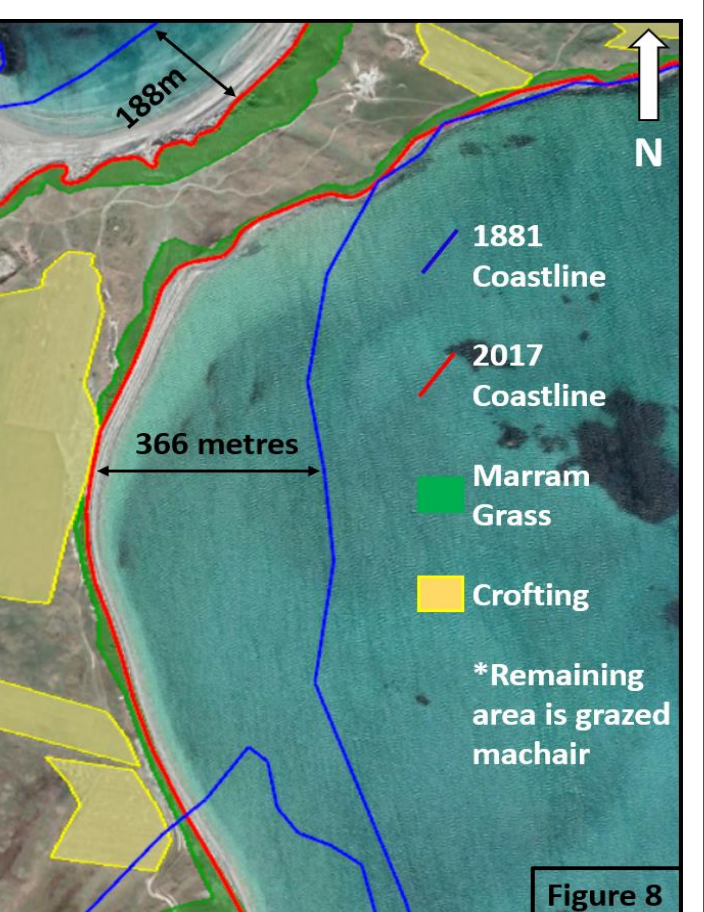 188m
N
1881
Coastline
2017
Coastline
366 metres
Marram
Grass
Crofting
*Remaining
area is grazed
machair
Figure 8